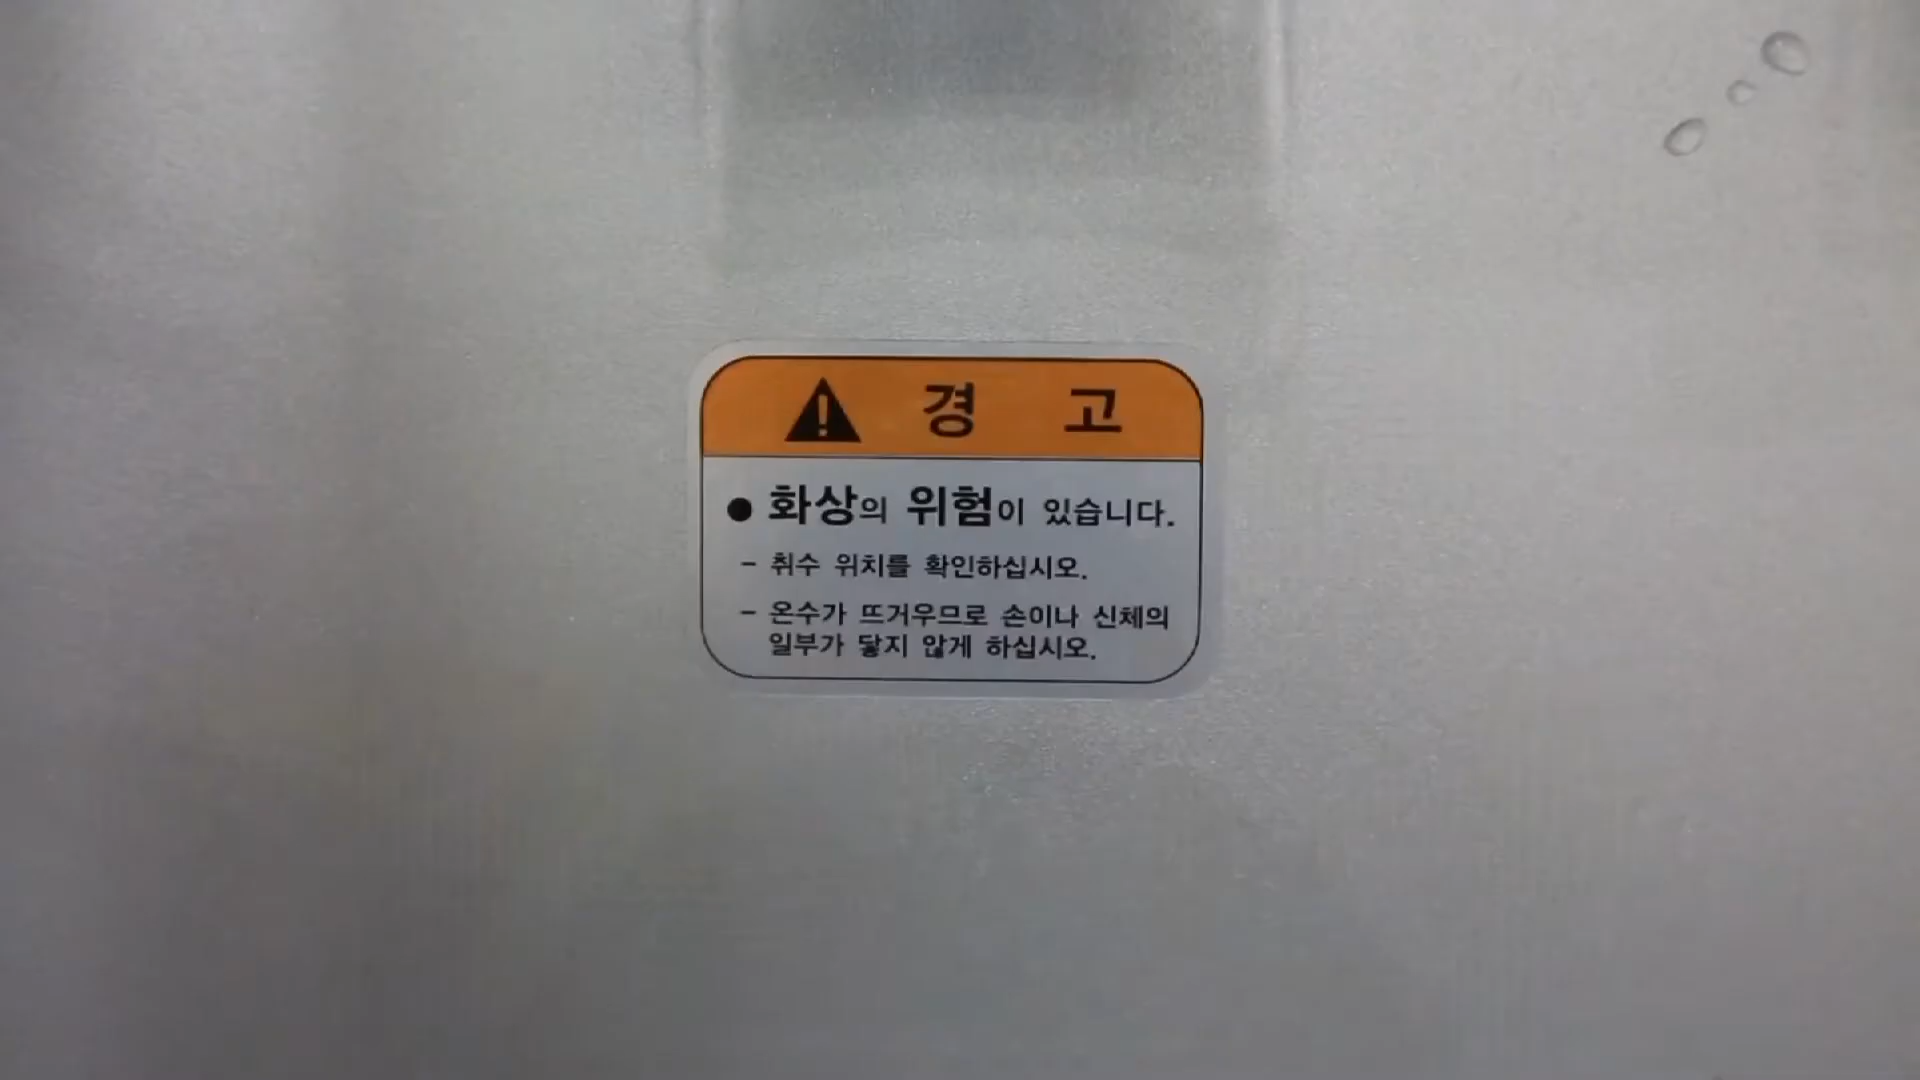 경 고
● 화상의 위험이 있습니다.
- 취수 위치를 확인하십시오.
- 온수가 뜨거우므로 손이나 신체의
일부가 닿지 않게 하십시오.